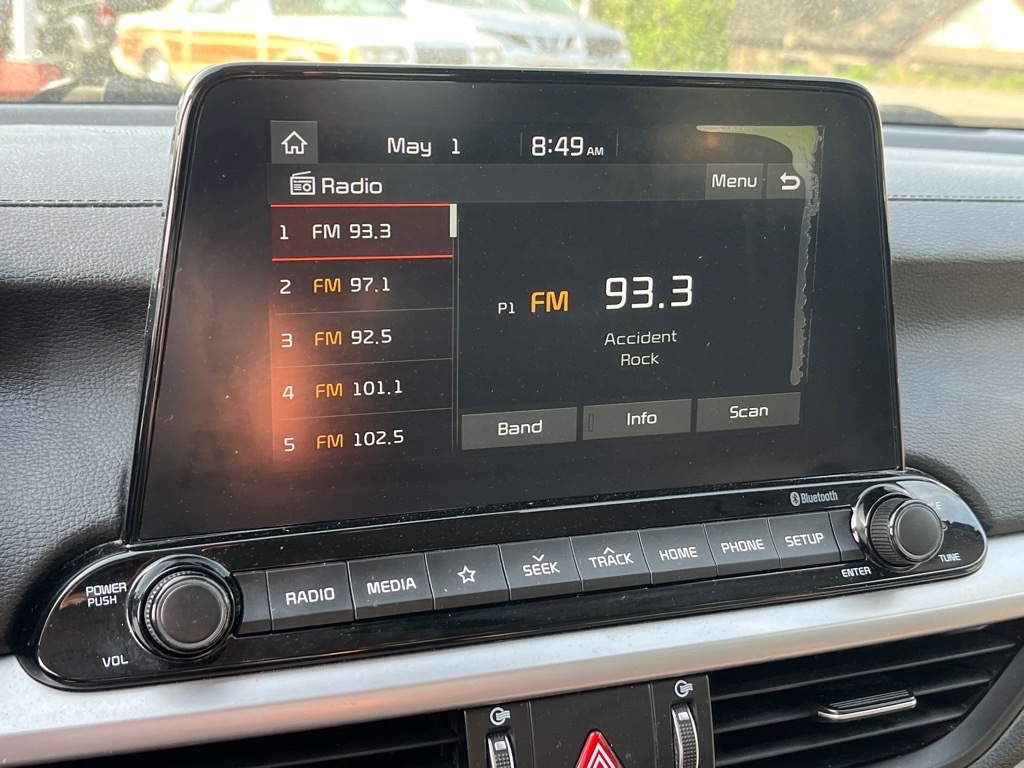 May 1 8:49 AM
Radio Menu
1 FM 93.3
2 FM 97.1
3 FM 92.5
4 FM 101.1
5 FM 102.5
P1 FM 93.3
Accident
Rock
Band Info Scan
Bluetooth
POWER
PUSH
VOL
RADIO MEDIA SEEK TRACK HOME PHONE SETUP
ENTER
TUNE